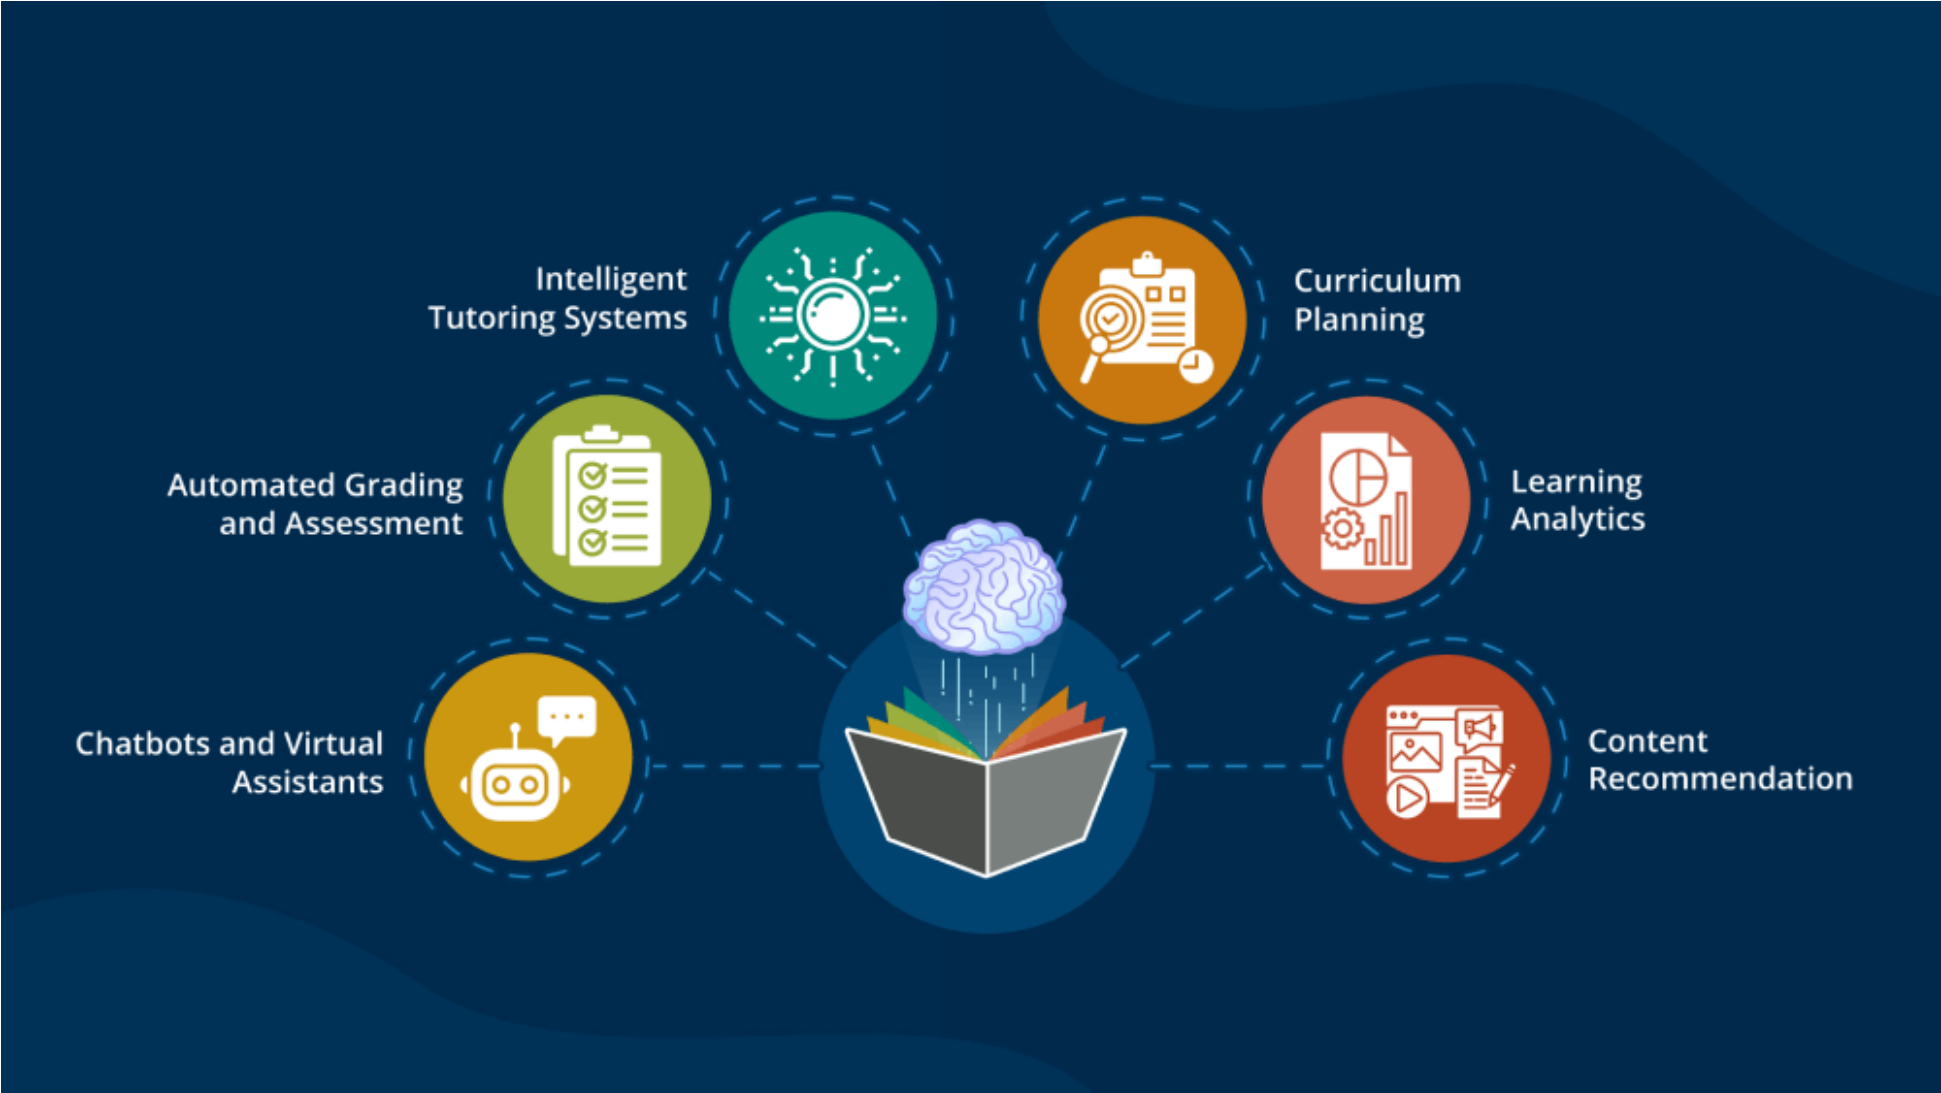 Intelligent
Tutoring Systems
Curriculum
Planning
Automated Grading
and Assessment
Learning
Analytics
Chatbots and Virtual
Assistants
Content
Recommendation